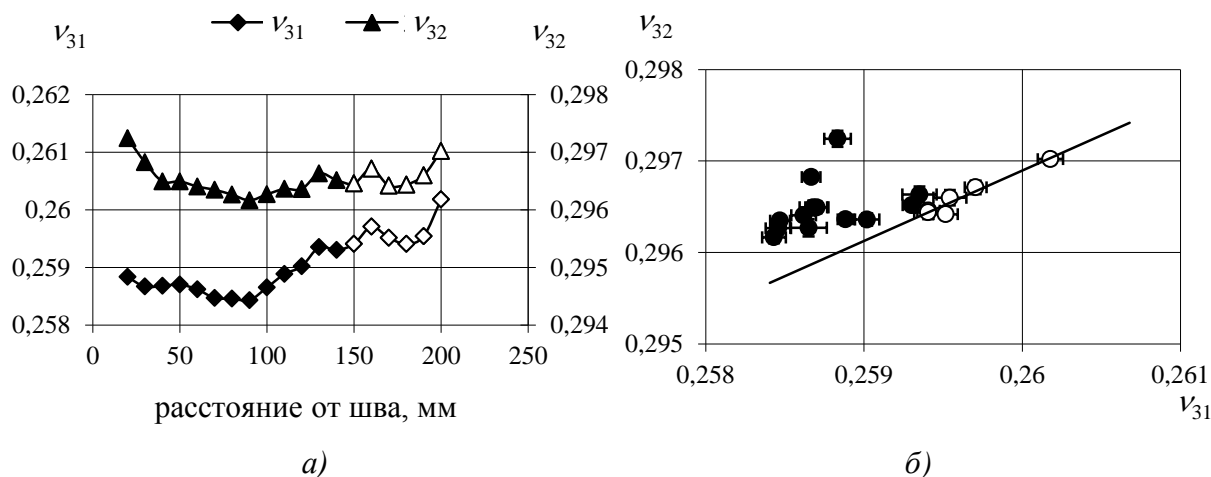 ν31 ν32
ν31 ν32 ν32
0,262 0,298 0,298
0,261 0,297
0,297
0,26 0,296
0,296
0,259 0,295
0,258 0,294 0,295
0 50 100 150 200 250 0,258 0,259 0,26 0,261
ν31
расстояние от шва, мм
а) б)